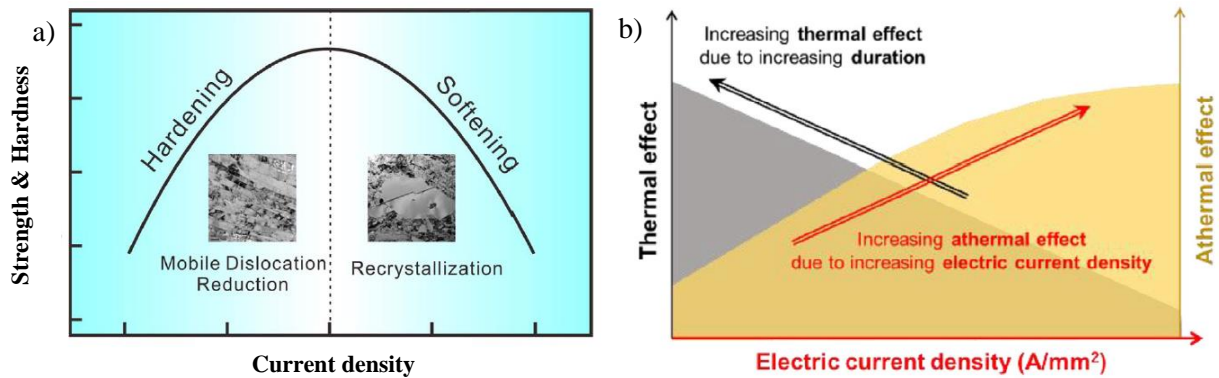 a)
Strength & Hardness
Hardening
Softening
Mobile Dislocation
Reduction
Recrystallization
Current density
b)
Increasing thermal effect
due to increasing duration
Thermal effect
Athermal effect
Increasing athermal effect
due to increasing electric current density
Electric current density (A/mm²)